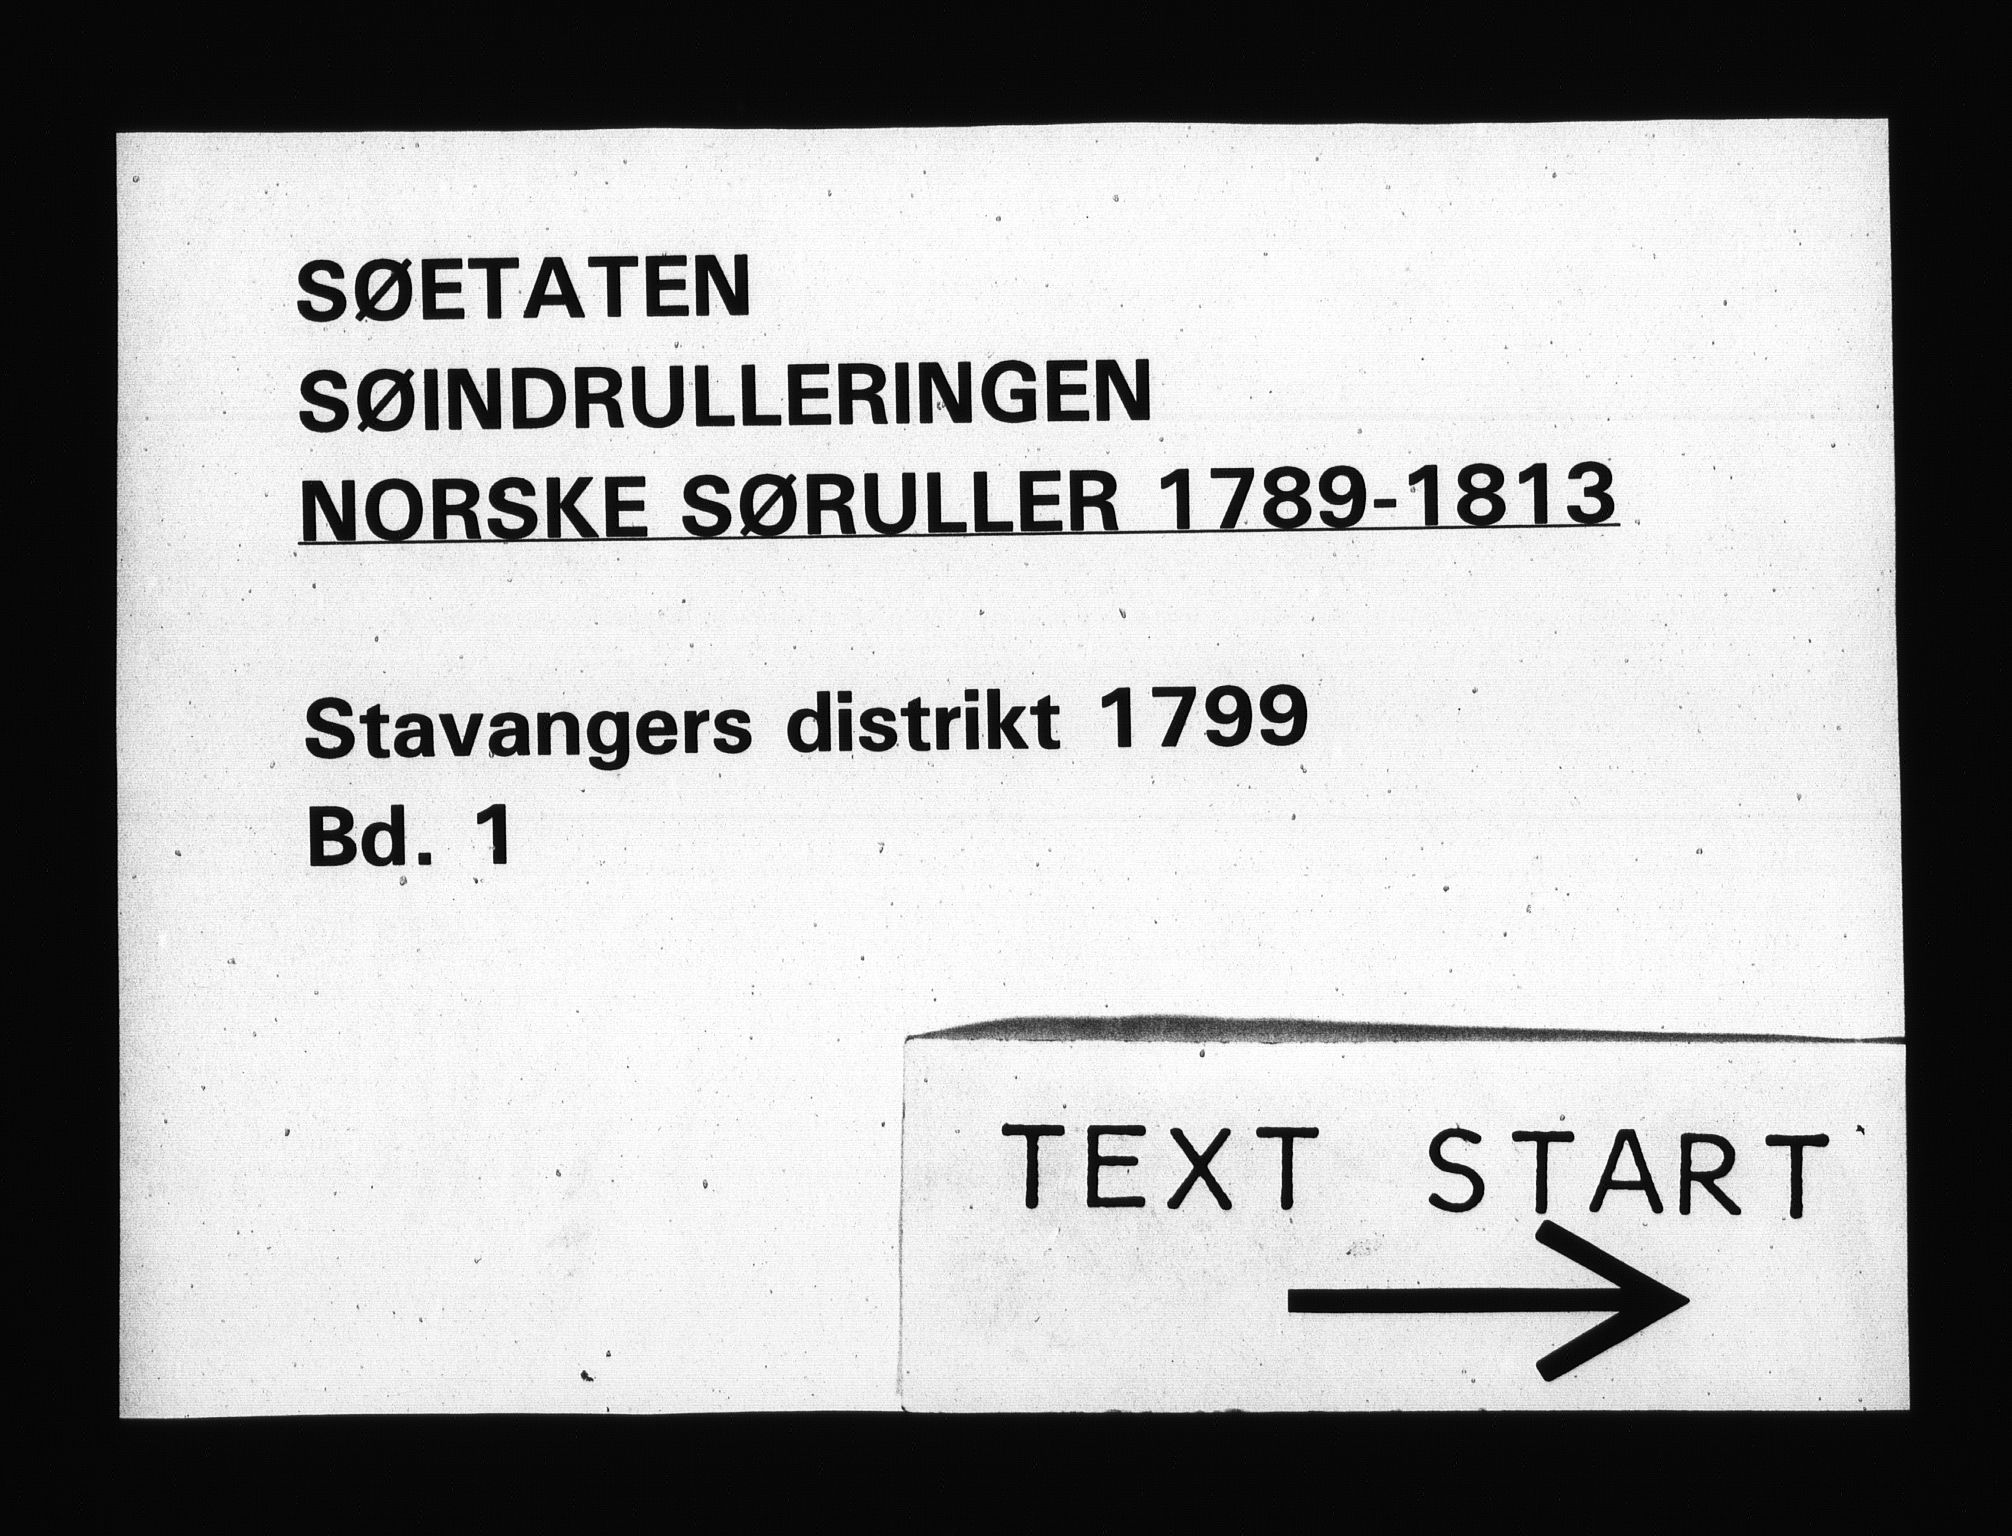 SØETATEN
SØINDRULLERINGEN
NORSKE SØRULLER 1789-1813
Stavangers distrikt 1799
Bd. 1
TEXT START